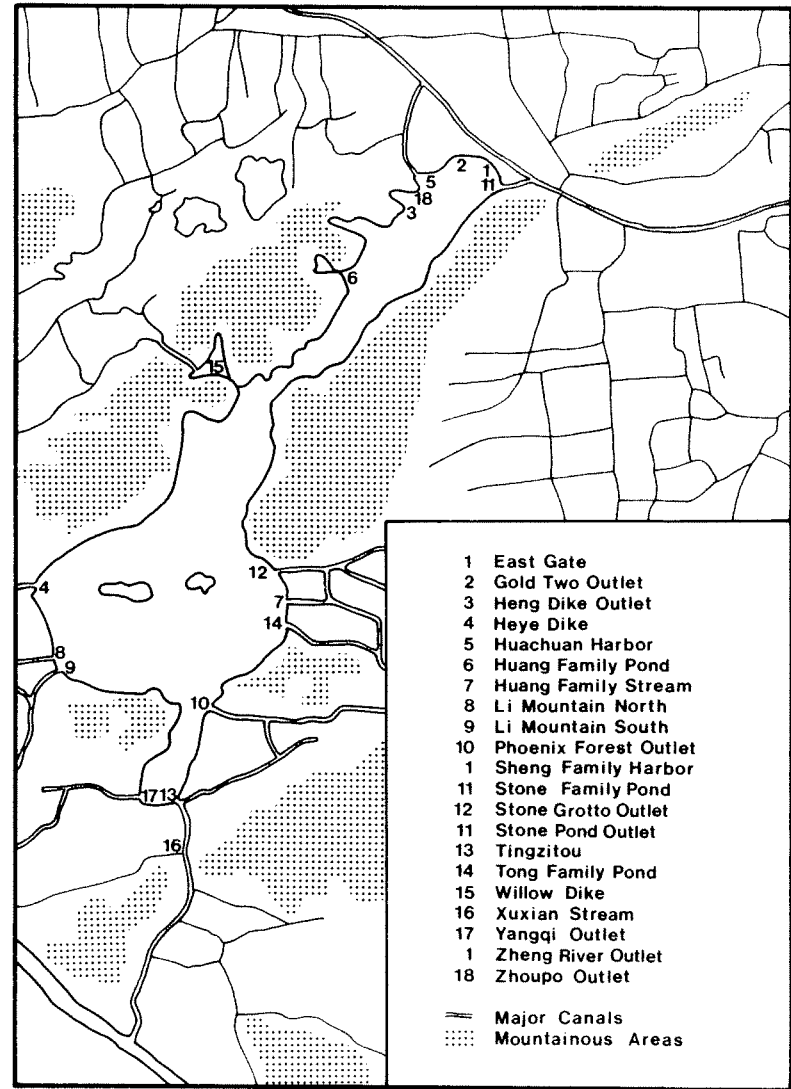 2
1
5
11
18
3
6
15
12
4
7
14
8
9
10
17 13
16
1 East Gate
2 Gold Two Outlet
3 Heng Dike Outlet
4 Heye Dike
5 Huachuan Harbor
6 Huang Family Pond
7 Huang Family Stream
8 Li Mountain North
9 Li Mountain South
10 Phoenix Forest Outlet
1 Sheng Family Harbor
11 Stone Family Pond
12 Stone Grotto Outlet
11 Stone Pond Outlet
13 Tingzitou
14 Tong Family Pond
15 Willow Dike
16 Xuxian Stream
17 Yangqi Outlet
1 Zheng River Outlet
18 Zhoupo Outlet
Major Canals
Mountainous Areas